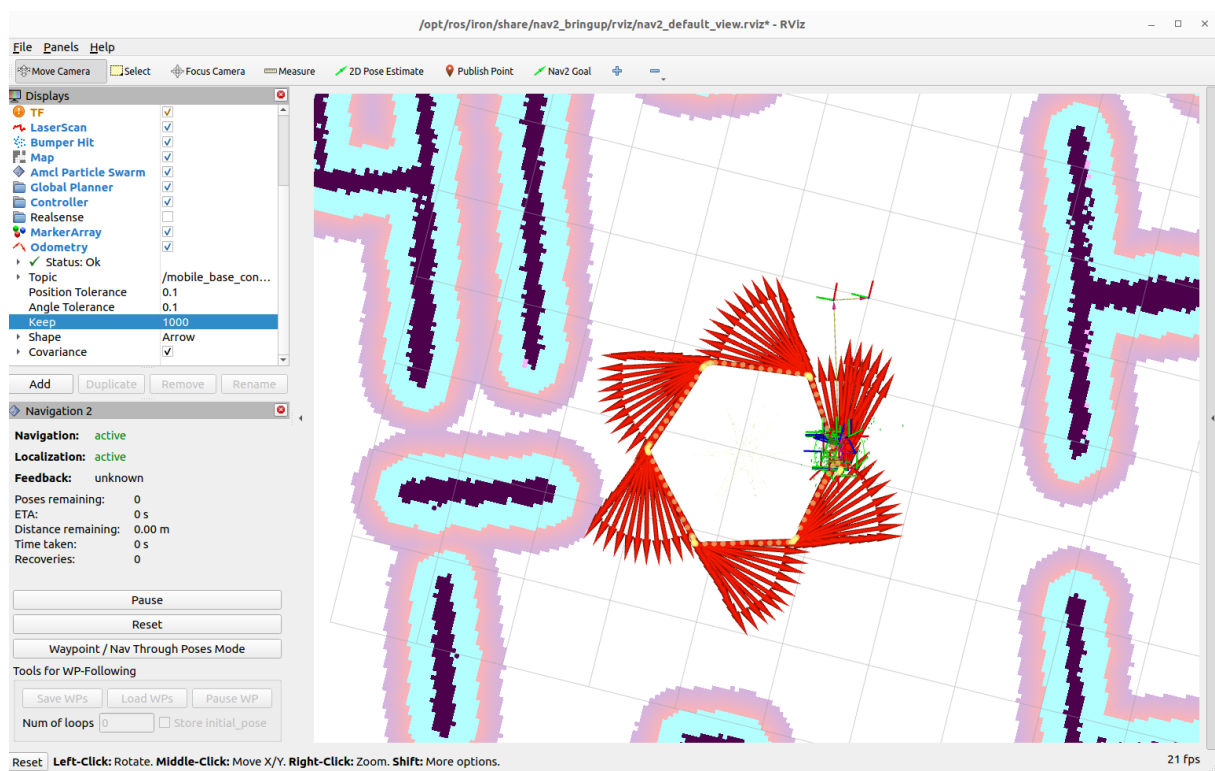 /opt/ros/iron/share/nav2_bringup/rviz/nav2_default_view.rviz* - RViz
File Panels Help
Move Camera Select Focus Camera Measure 2D Pose Estimate Publish Point Nav2 Goal
Displays
TF
LaserScan
Bumper Hit
Map
Amcl Particle Swarm
Global Planner
Controller
Realsense
MarkerArray
Odometry
Status: Ok
Topic /mobile_base_con...
Position Tolerance 0.1
Angle Tolerance 0.1
Keep 1000
Shape Arrow
Covariance
Add Duplicate Remove Rename
Navigation 2
Navigation: active
Localization: active
Feedback: unknown
Poses remaining: 0
ETA: 0 s
Distance remaining: 0.00 m
Time taken: 0 s
Recoveries: 0
Pause
Reset
Waypoint / Nav Through Poses Mode
Tools for WP-Following
Save WPs Load WPs Pause WP
Num of loops 0 Store initial_pose
Reset Left-Click: Rotate. Middle-Click: Move X/Y. Right-Click: Zoom. Shift: More options. 21 fps